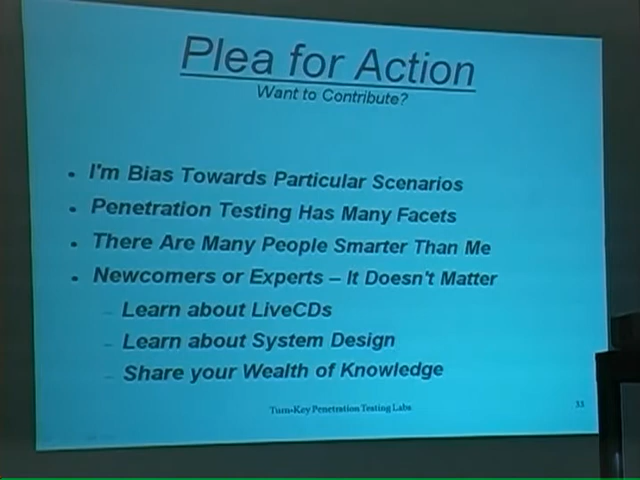 Plea for Action
Want to Contribute?
I'm Bias Towards Particular Scenarios
Penetration Testing Has Many Facets
There Are Many People Smarter Than Me
Newcomers or Experts – It Doesn't Matter
Learn about LiveCDs
Learn about System Design
Share your Wealth of Knowledge
Turn-Key Penetration Testing Labs
33